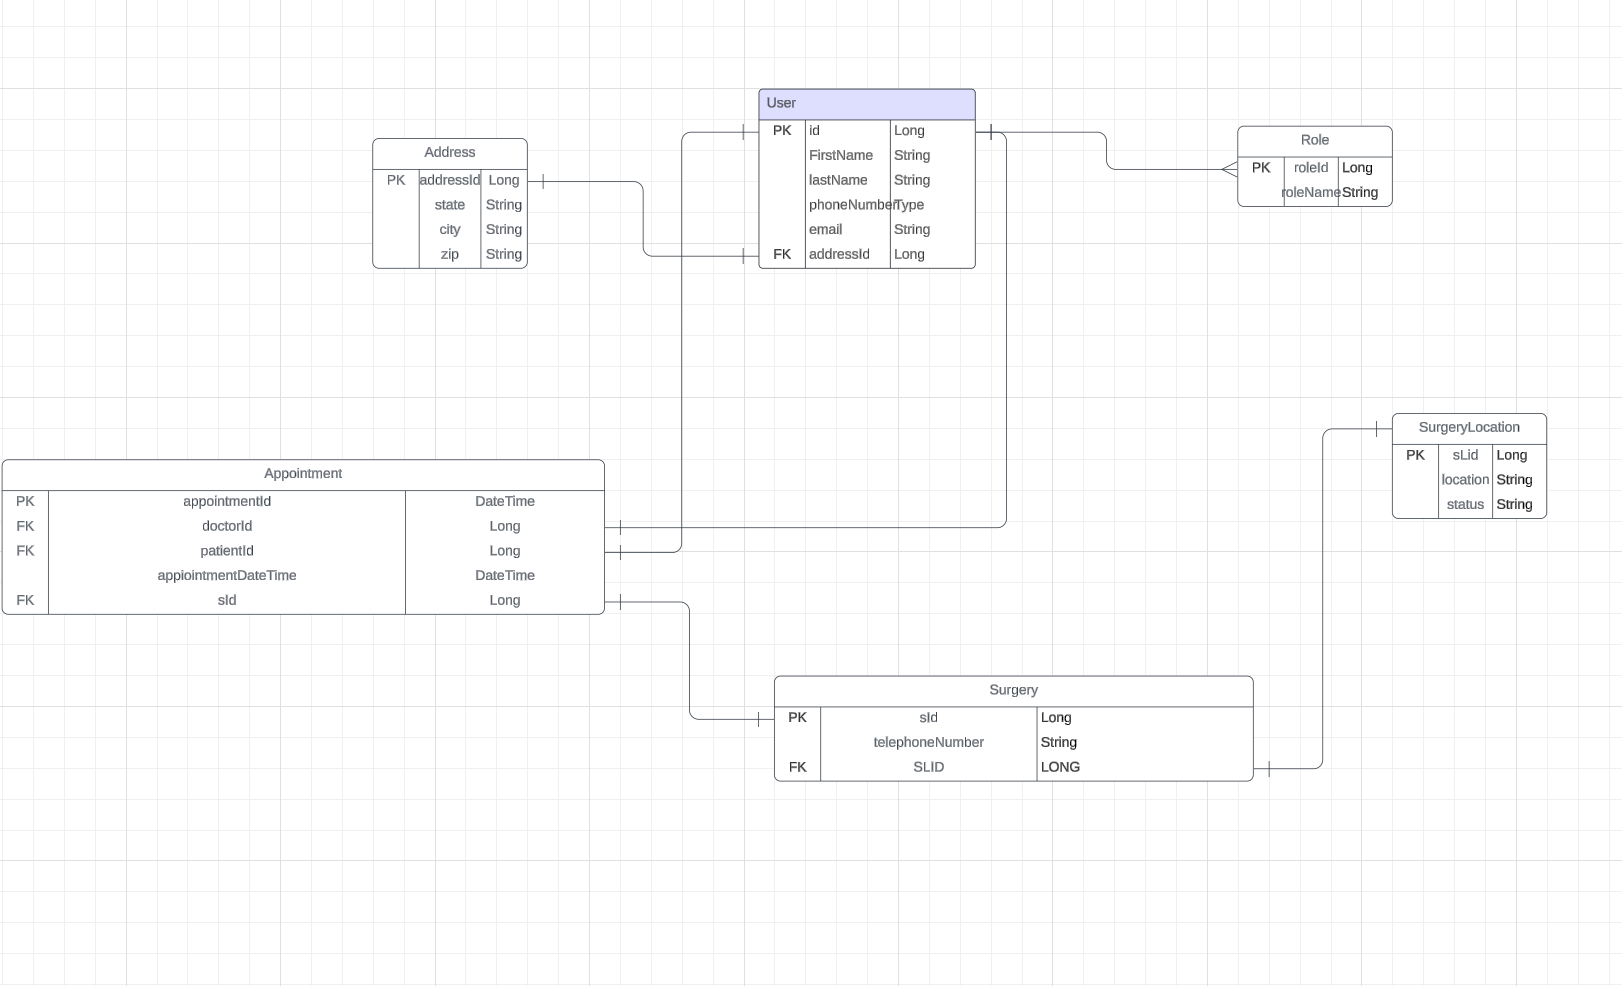 User
PK id Long
FirstName String
lastName String
phoneNumber Type
email String
FK addressId Long
Address
PK addressId Long
state String
city String
zip String
Role
PK roleId Long
roleName String
SurgeryLocation
PK sLid Long
location String
status String
Appointment
PK appointmentId DateTime
FK doctorId Long
FK patientId Long
appiointmentDateTime DateTime
FK sId Long
Surgery
PK sId Long
telephoneNumber String
FK SLID LONG